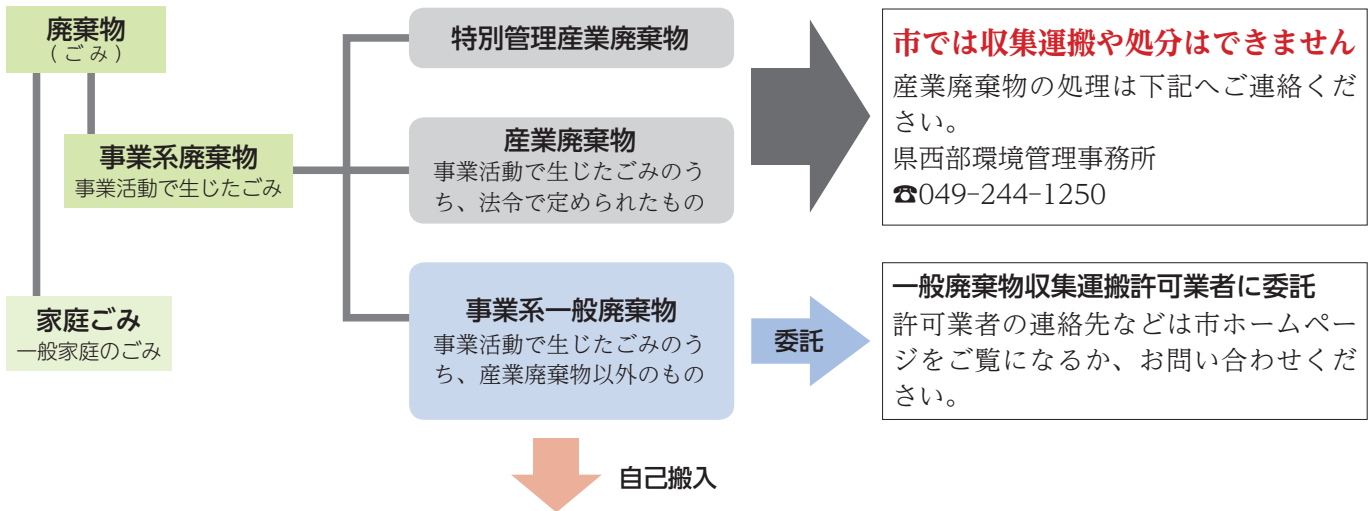 廃棄物
(ごみ)
事業系廃棄物
事業活動で生じたごみ
家庭ごみ
一般家庭のごみ
特別管理産業廃棄物
産業廃棄物
事業活動で生じたごみのう
ち、法令で定められたもの
事業系一般廃棄物
事業活動で生じたごみのう
ち、産業廃棄物以外のもの
市では収集運搬や処分はできません
産業廃棄物の処理は下記へご連絡くだ
さい。
県西部環境管理事務所
☎049-244-1250
委託
一般廃棄物収集運搬許可業者に委託
許可業者の連絡先などは市ホームペー
ジをご覧になるか、お問い合わせくだ
さい。
自己搬入